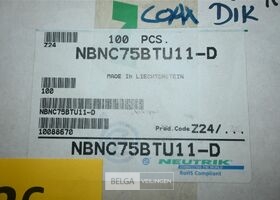 COAX DIK
100 PCS.
Z24
NBNC75BTU11-D
MADE IN LIECHTENSTEIN
100
NBNC75BTU11-D
10088670
Prod.Code Z24/...
NBNC75BTU11-D
NEUTRIK
RoHS Compliant
BELGA VEILINGEN